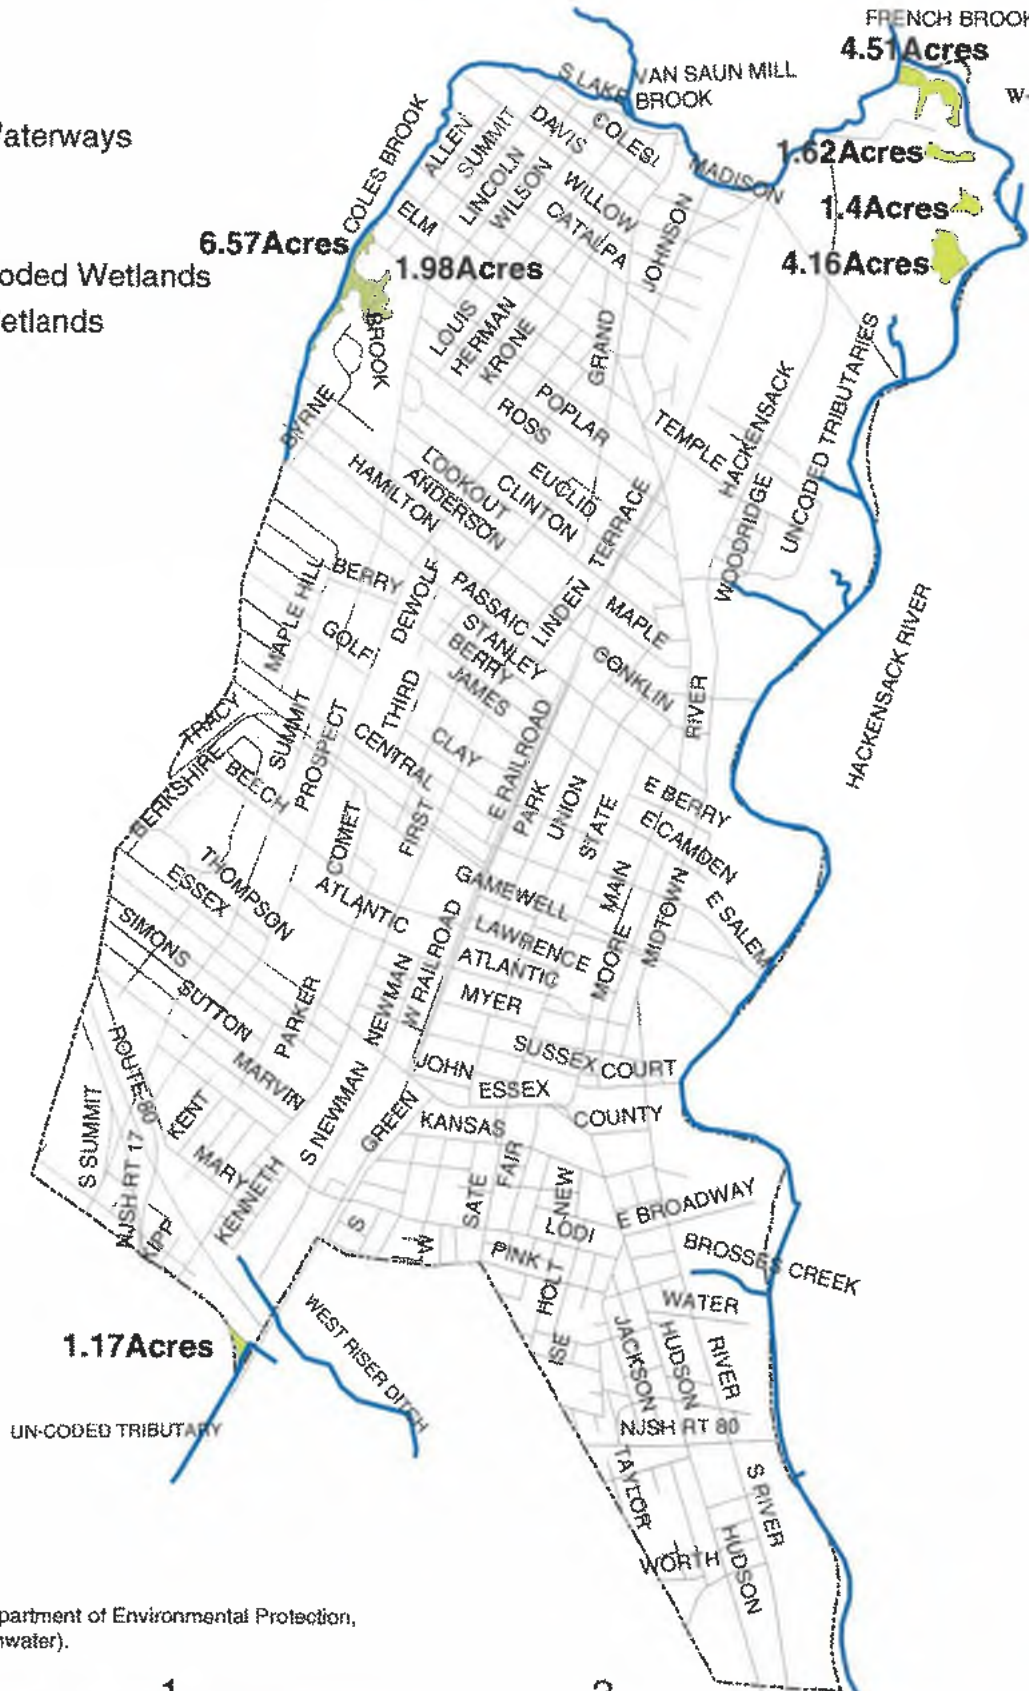 FRENCH BROOK
4.51Acres
VAN SAUN MILL
BROOK
S LAKE
W-
Waterways
COLES BROOK
ALLEN
SUMMIT
DAVIS
COLESI
LINCOLN
WILSON
WILLOW
CATALPA
MADISON
1.62Acres
1.4Acres
ELM
JOHNSON
6.57Acres
1.98Acres
4.16Acres
oded Wetlands
etlands
BROOK
LOUIS
HERMAN
KRONE
GRAND
BYRNE
ROSS
POPLAR
TEMPLE
HACKENSACK
UNCODED TRIBUTARIES
LOOKOUT
ANDERSON
HAMILTON
EUCLID
CLINTON
TERRACE
WOODRIDGE
BERRY
MAPLE HILL
DEWOLF
PASSAIC
STANLEY
BERRY
JAMES
LINDEN
MAPLE
CONKLIN
GOLF
HACKENSACK RIVER
THIRD
RIVER
TRACY
SUMMIT
PROSPECT
CENTRAL
CLAY
E RAILROAD
BERKSHIRE
BEECH
COMET
FIRST
PARK
UNION
STATE
E BERRY
E CAMDEN
THOMPSON
ESSEX
ATLANTIC
GAMEWELL
MAIN
MIDTOWN
E SALEM
SIMONS
LAWRENCE
ATLANTIC
MOORE
NEWMAN
W RAILROAD
MYER
SUTTON
PARKER
ROUTE 80
MARVIN
JOHN
SUSSEX
COURT
ESSEX
S SUMMIT
KENT
S NEWMAN
GREEN
KANSAS
COUNTY
NJSH RT 17
MARY
KENNETH
FAIR
SATE
NEW
E BROADWAY
KIPP
S
LODI
PINK
BROSSES CREEK
HOLT
WATER
WEST RISER DITCH
1.17Acres
ISE
JACKSON
HUDSON
RIVER
UN-CODED TRIBUTARY
NJSH RT 80
TAYLOR
S RIVER
WORTH
HUDSON
partment of Environmental Protection,
water).
1
2